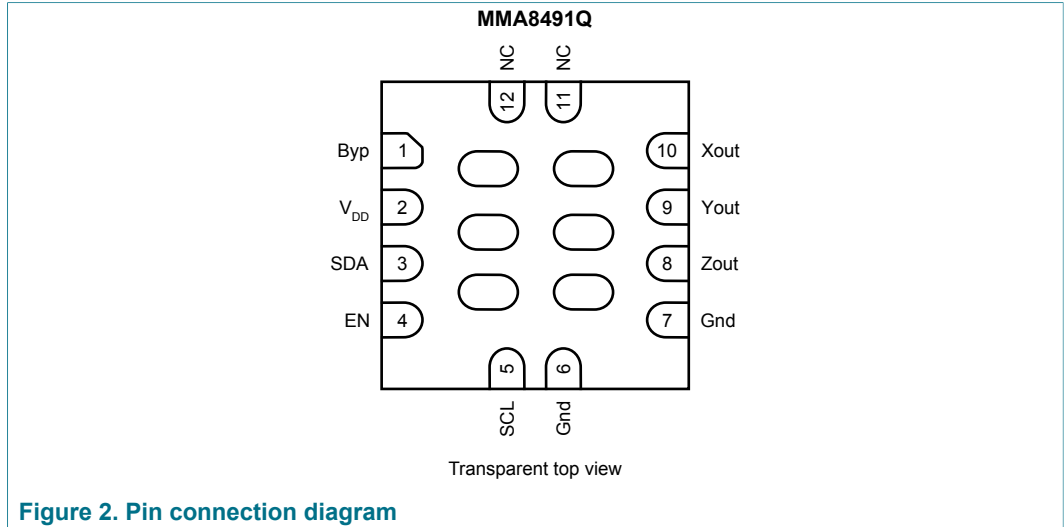 MMA8491Q
NC NC
12 11
Byp 1 10 Xout
VDD 2 9 Yout
SDA 3 8 Zout
EN 4 7 Gnd
5 6
SCL Gnd
Transparent top view
Figure 2. Pin connection diagram